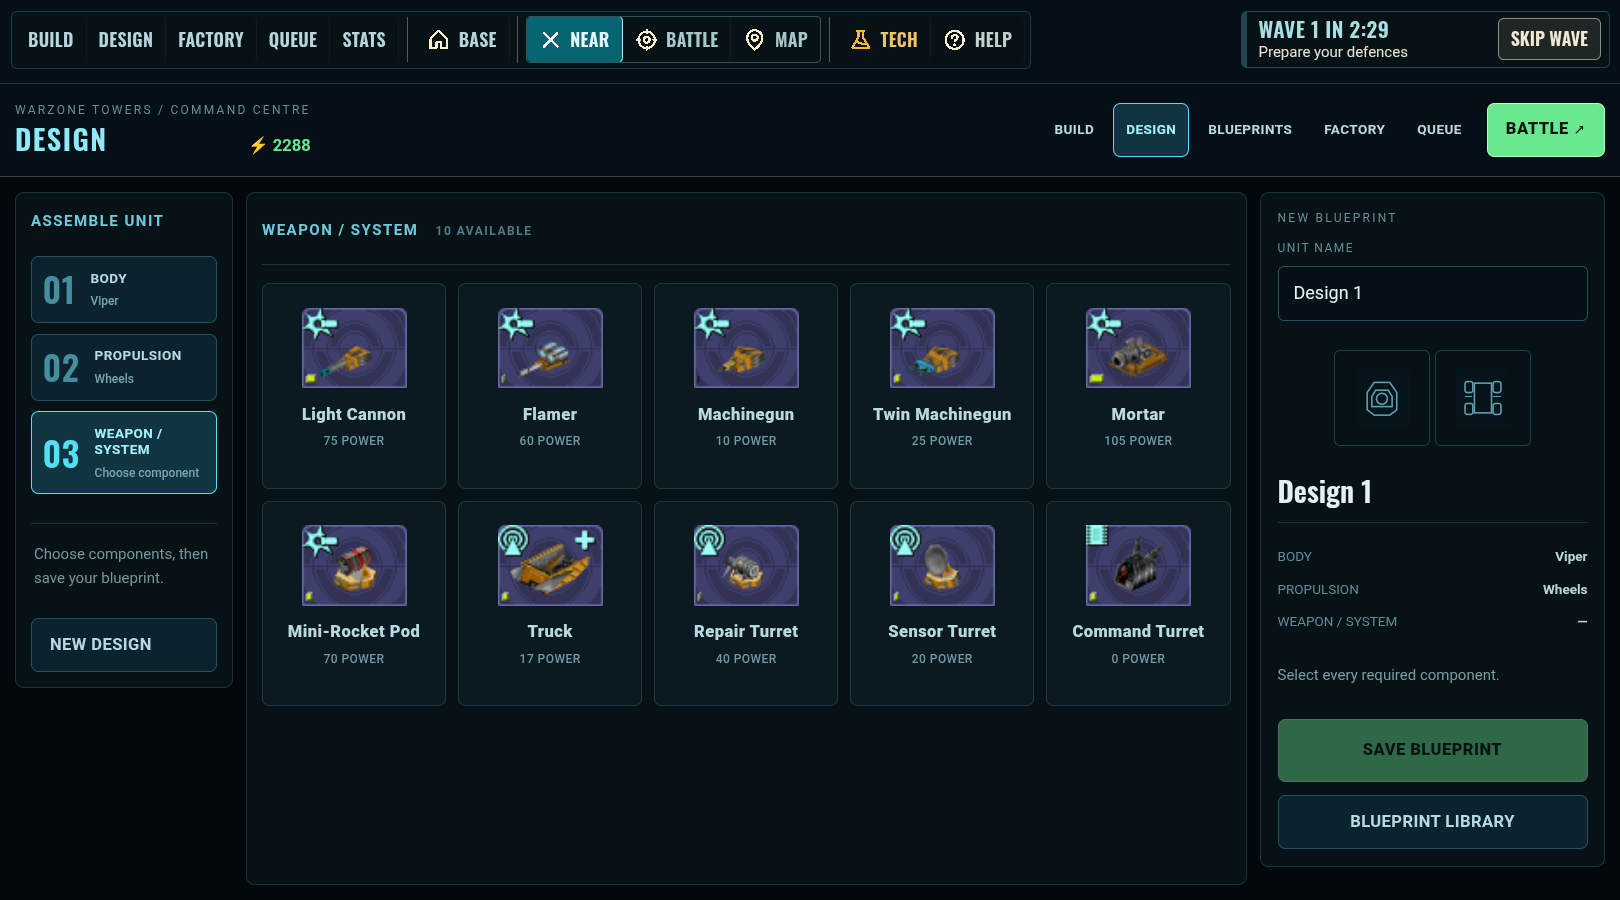 BUILD DESIGN FACTORY QUEUE STATS BASE NEAR BATTLE MAP TECH HELP
WAVE 1 IN 2:29
Prepare your defences
SKIP WAVE
WARZONE TOWERS / COMMAND CENTRE
DESIGN
2288
BUILD DESIGN BLUEPRINTS FACTORY QUEUE BATTLE ↗
ASSEMBLE UNIT
01 BODY
Viper
02 PROPULSION
Wheels
03 WEAPON /
SYSTEM
Choose component
Choose components, then
save your blueprint.
NEW DESIGN
WEAPON / SYSTEM 10 AVAILABLE
Light Cannon
75 POWER
Flamer
60 POWER
Machinegun
10 POWER
Twin Machinegun
25 POWER
Mortar
105 POWER
Mini-Rocket Pod
70 POWER
Truck
17 POWER
Repair Turret
40 POWER
Sensor Turret
20 POWER
Command Turret
0 POWER
NEW BLUEPRINT
UNIT NAME
Design 1
Design 1
BODY Viper
PROPULSION Wheels
WEAPON / SYSTEM —
Select every required component.
SAVE BLUEPRINT
BLUEPRINT LIBRARY